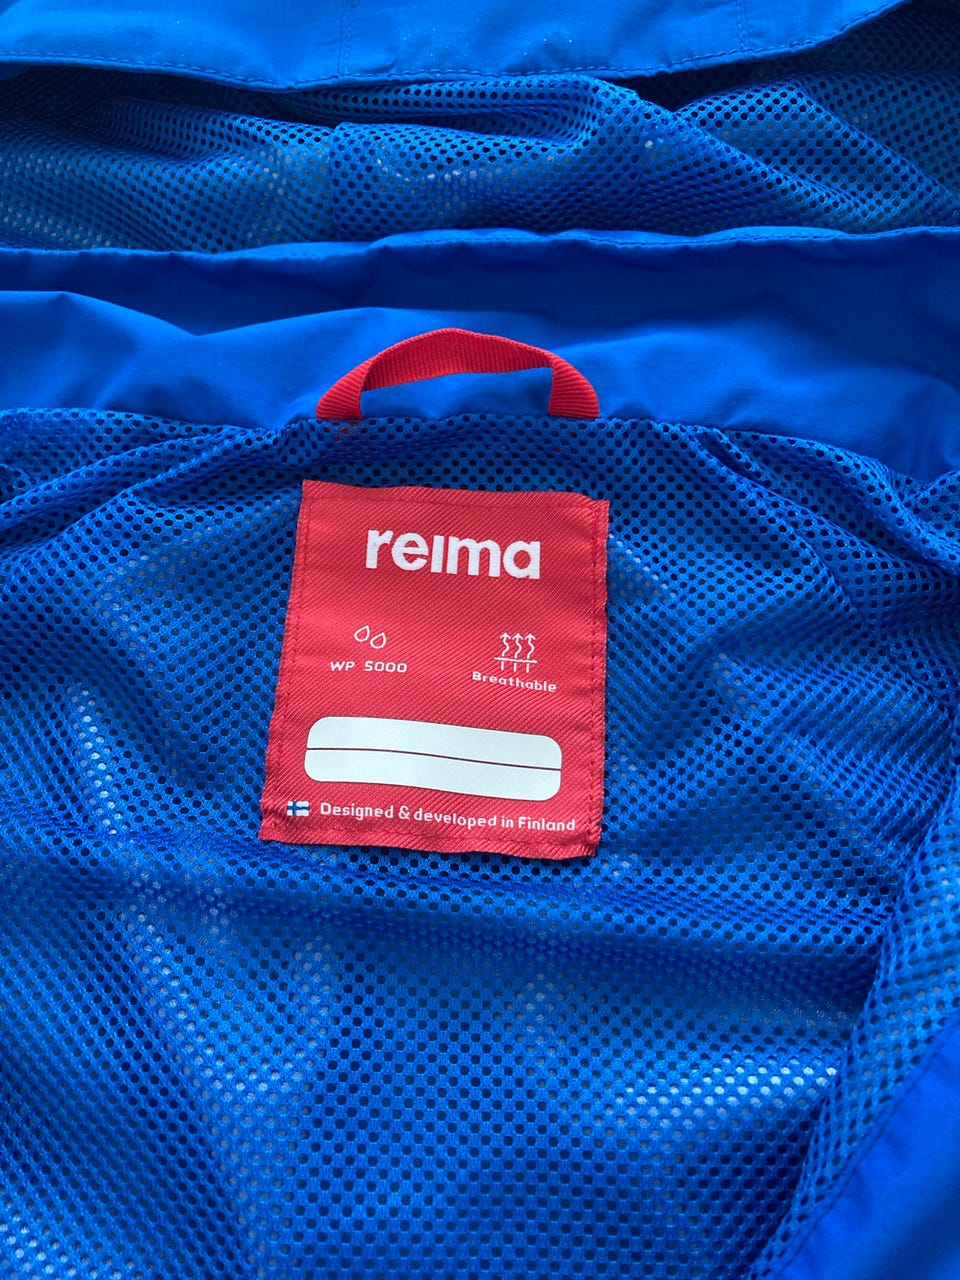 reima
WP 5000
Breathable
Designed & developed in Finland